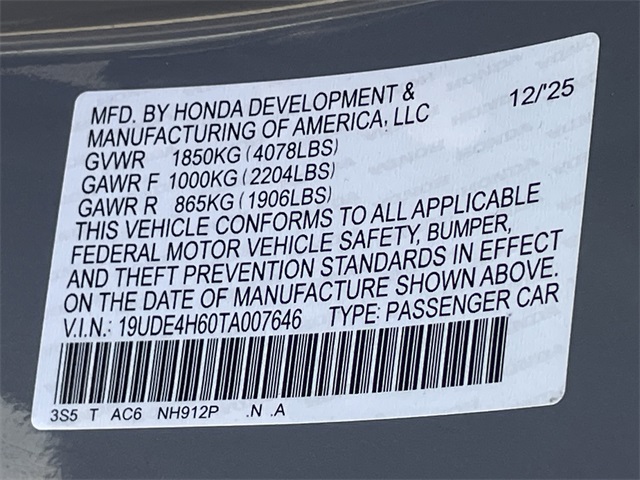 MFD. BY HONDA DEVELOPMENT & 12/'25
MANUFACTURING OF AMERICA, LLC
GVWR 1850KG (4078LBS)
GAWR F 1000KG (2204LBS)
GAWR R 865KG (1906LBS)
THIS VEHICLE CONFORMS TO ALL APPLICABLE
FEDERAL MOTOR VEHICLE SAFETY, BUMPER,
AND THEFT PREVENTION STANDARDS IN EFFECT
ON THE DATE OF MANUFACTURE SHOWN ABOVE.
V.I.N.: 19UDE4H60TA007646 TYPE: PASSENGER CAR
3S5 T AC6 NH912P .N .A